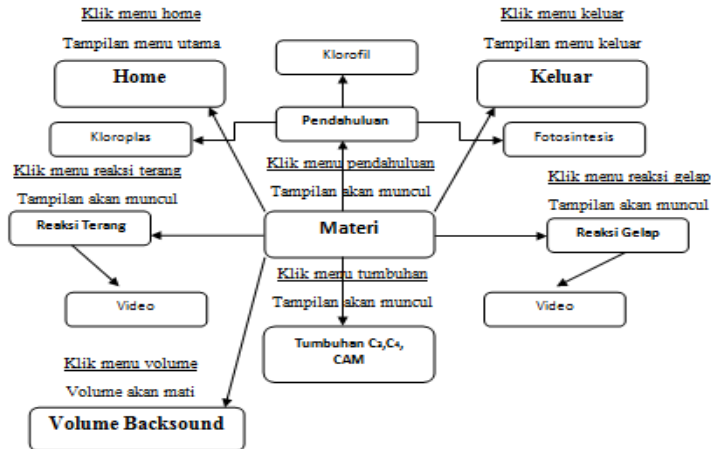 Klik menu home
Tampilan menu utama
Home
Klik menu keluar
Tampilan menu keluar
Keluar
Klorofil
Pendahuluan
Kloroplas
Fotosintesis
Klik menu reaksi terang
Tampilan akan muncul
Reaksi Terang
Klik menu pendahuluan
Tampilan akan muncul
Materi
Klik menu reaksi gelap
Tampilan akan muncul
Reaksi Gelap
Video
Klik menu tumbuhan
Tampilan akan muncul
Video
Tumbuhan C₃,C₄,
CAM
Klik menu volume
Volume akan mati
Volume Backsound